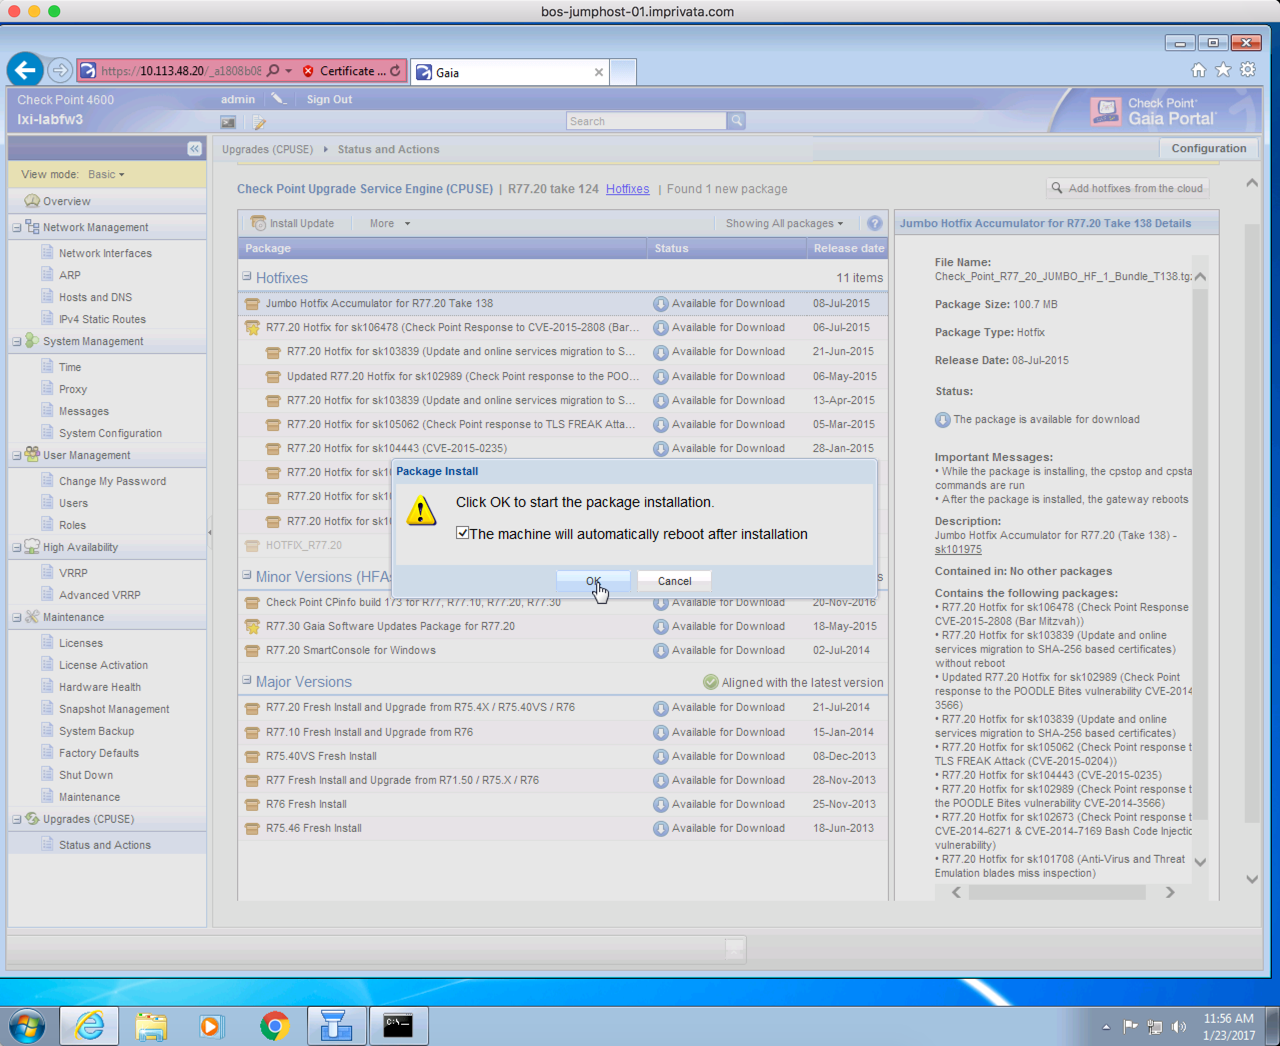 bos-jumphost-01.imprivata.com
https://10.113.48.20/_a1808b08
Certificate ...
Gaia
Check Point 4600
admin
Sign Out
lxi-labfw3
Search
Check Point
Gaia Portal
Upgrades (CPUSE)
Status and Actions
Configuration
View mode: Basic
Overview
Network Management
Network Interfaces
ARP
Hosts and DNS
IPv4 Static Routes
System Management
Time
Proxy
Messages
System Configuration
User Management
Change My Password
Users
Roles
High Availability
VRRP
Advanced VRRP
Maintenance
Licenses
License Activation
Hardware Health
Snapshot Management
System Backup
Factory Defaults
Shut Down
Maintenance
Upgrades (CPUSE)
Status and Actions
Check Point Upgrade Service Engine (CPUSE) | R77.20 take 124 Hotfixes | Found 1 new package
Add hotfixes from the cloud
Install Update
More
Showing All packages
?
Package Status Release date
Hotfixes 11 items
Jumbo Hotfix Accumulator for R77.20 Take 138 Available for Download 08-Jul-2015
R77.20 Hotfix for sk106478 (Check Point Response to CVE-2015-2808 (Bar... Available for Download 06-Jul-2015
R77.20 Hotfix for sk103839 (Update and online services migration to S... Available for Download 21-Jun-2015
Updated R77.20 Hotfix for sk102989 (Check Point response to the POO... Available for Download 06-May-2015
R77.20 Hotfix for sk103839 (Update and online services migration to S... Available for Download 13-Apr-2015
R77.20 Hotfix for sk105062 (Check Point response to TLS FREAK Atta... Available for Download 05-Mar-2015
R77.20 Hotfix for sk104443 (CVE-2015-0235) Available for Download 28-Jan-2015
R77.20 Hotfix for sk1
R77.20 Hotfix for sk1
R77.20 Hotfix for sk1
HOTFIX_R77.20
Minor Versions (HFAs s
Check Point CPinfo build 173 for R77, R77.10, R77.20, R77.30 Available for Download 20-Nov-2016
R77.30 Gaia Software Updates Package for R77.20 Available for Download 18-May-2015
R77.20 SmartConsole for Windows Available for Download 02-Jul-2014
Major Versions Aligned with the latest version
R77.20 Fresh Install and Upgrade from R75.4X / R75.40VS / R76 Available for Download 21-Jul-2014
R77.10 Fresh Install and Upgrade from R76 Available for Download 15-Jan-2014
R75.40VS Fresh Install Available for Download 08-Dec-2013
R77 Fresh Install and Upgrade from R71.50 / R75.X / R76 Available for Download 28-Nov-2013
R76 Fresh Install Available for Download 25-Nov-2013
R75.46 Fresh Install Available for Download 18-Jun-2013
Package Install
Click OK to start the package installation.
The machine will automatically reboot after installation
OK
Cancel
Jumbo Hotfix Accumulator for R77.20 Take 138 Details
File Name:
Check_Point_R77_20_JUMBO_HF_1_Bundle_T138.tgz
Package Size: 100.7 MB
Package Type: Hotfix
Release Date: 08-Jul-2015
Status:
The package is available for download
Important Messages:
• While the package is installing, the cpstop and cpsta
commands are run
• After the package is installed, the gateway reboots
Description:
Jumbo Hotfix Accumulator for R77.20 (Take 138) -
sk101975
Contained in: No other packages
Contains the following packages:
• R77.20 Hotfix for sk106478 (Check Point Response
CVE-2015-2808 (Bar Mitzvah))
• R77.20 Hotfix for sk103839 (Update and online
services migration to SHA-256 based certificates)
without reboot
• Updated R77.20 Hotfix for sk102989 (Check Point
response to the POODLE Bites vulnerability CVE-2014
3566)
• R77.20 Hotfix for sk103839 (Update and online
services migration to SHA-256 based certificates)
• R77.20 Hotfix for sk105062 (Check Point response t
TLS FREAK Attack (CVE-2015-0204))
• R77.20 Hotfix for sk104443 (CVE-2015-0235)
• R77.20 Hotfix for sk102989 (Check Point response t
the POODLE Bites vulnerability CVE-2014-3566)
• R77.20 Hotfix for sk102673 (Check Point response t
CVE-2014-6271 & CVE-2014-7169 Bash Code Injectic
vulnerability)
• R77.20 Hotfix for sk101708 (Anti-Virus and Threat
Emulation blades miss inspection)
C:\
11:56 AM
1/23/2017